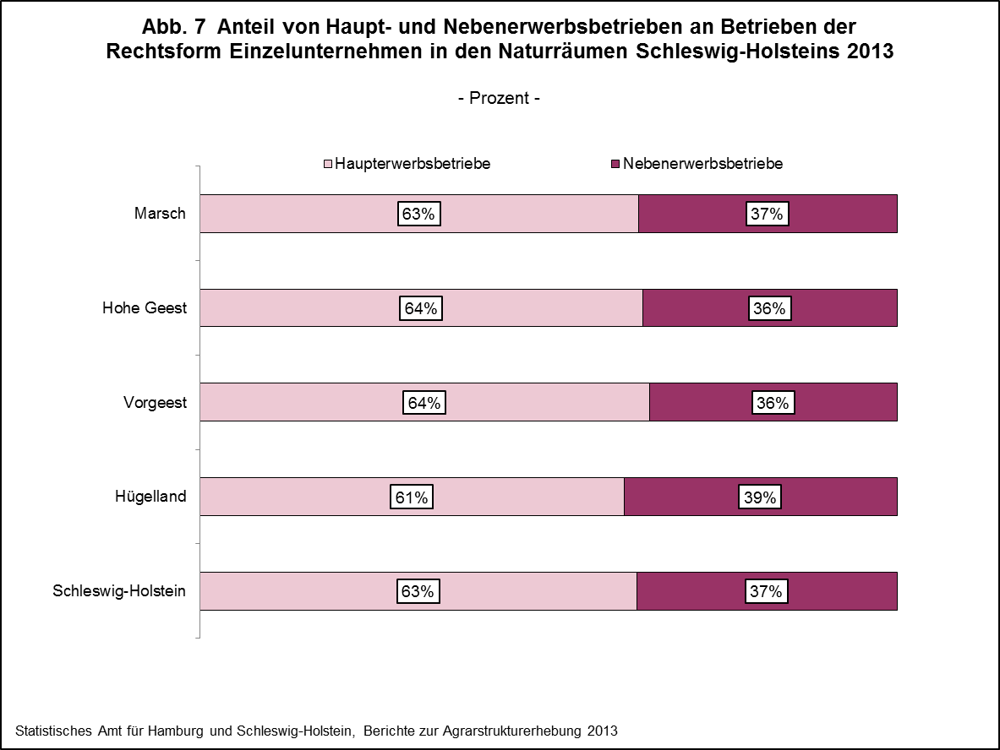 Abb. 7  Anteil von Haupt- und Nebenerwerbsbetrieben an Betrieben der
Rechtsform Einzelunternehmen in den Naturräumen Schleswig-Holsteins 2013
- Prozent -
Haupterwerbsbetriebe Nebenerwerbsbetriebe
Marsch 63% 37%
Hohe Geest 64% 36%
Vorgeest 64% 36%
Hügelland 61% 39%
Schleswig-Holstein 63% 37%
Statistisches Amt für Hamburg und Schleswig-Holstein, Berichte zur Agrarstrukturerhebung 2013